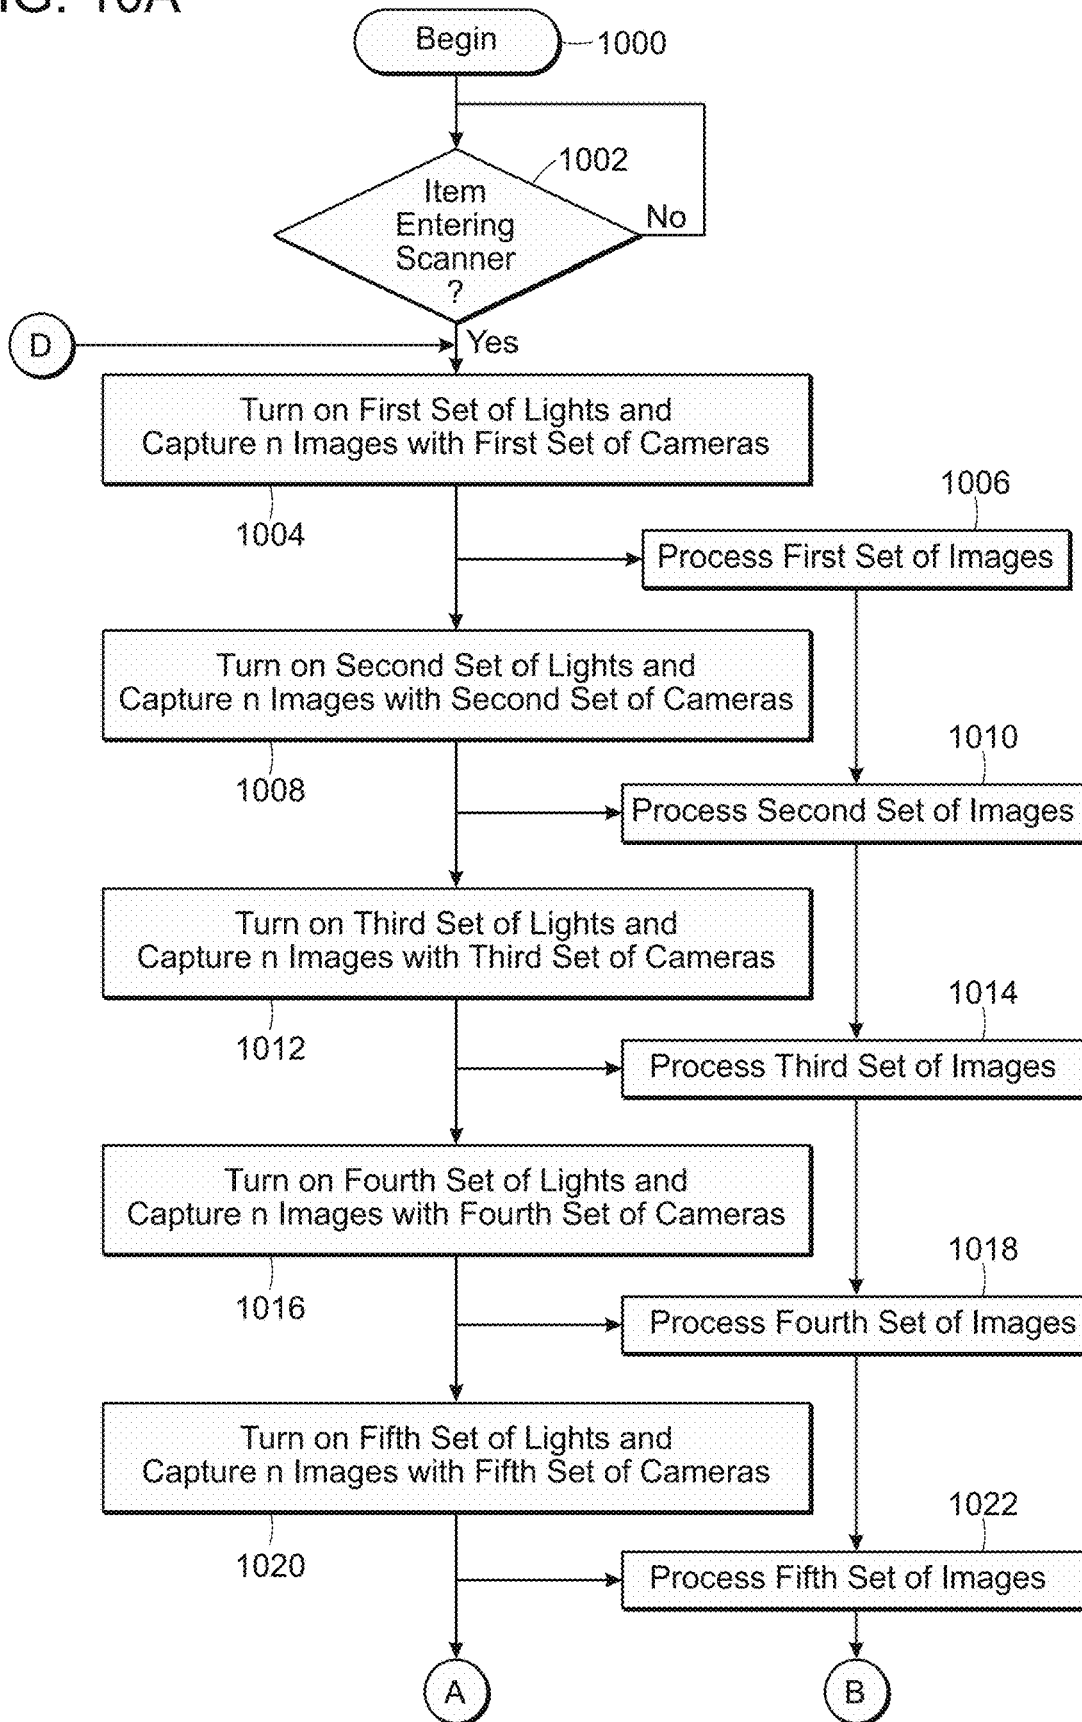 FIG. 10A
Begin
1000
1002
Item
Entering
Scanner
?
No
D
Yes
Turn on First Set of Lights and
Capture n Images with First Set of Cameras
1004
1006
Process First Set of Images
Turn on Second Set of Lights and
Capture n Images with Second Set of Cameras
1008
1010
Process Second Set of Images
Turn on Third Set of Lights and
Capture n Images with Third Set of Cameras
1012
1014
Process Third Set of Images
Turn on Fourth Set of Lights and
Capture n Images with Fourth Set of Cameras
1016
1018
Process Fourth Set of Images
Turn on Fifth Set of Lights and
Capture n Images with Fifth Set of Cameras
1020
1022
Process Fifth Set of Images
A
B